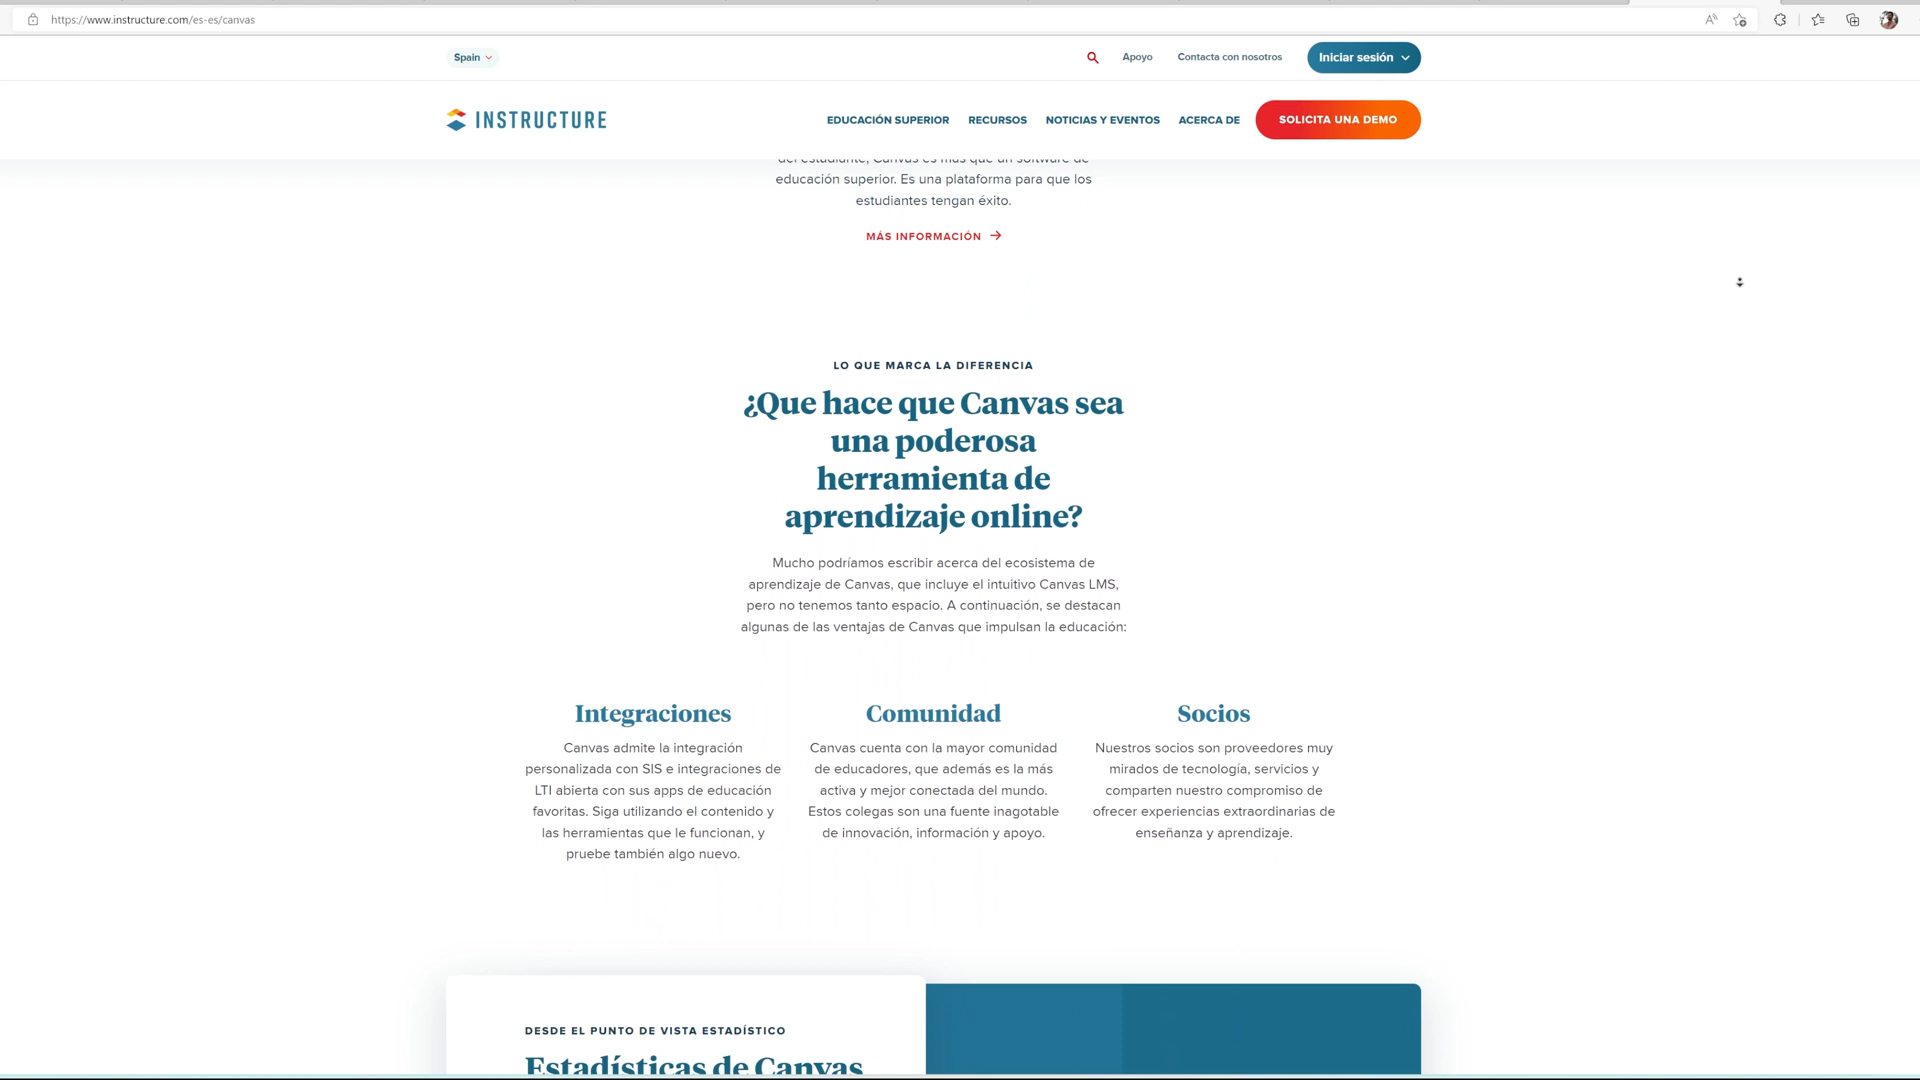 https://www.instructure.com/es-es/canvas
Spain
Apoyo
Contacta con nosotros
Iniciar sesión
INSTRUCTURE
EDUCACIÓN SUPERIOR
RECURSOS
NOTICIAS Y EVENTOS
ACERCA DE
SOLICITA UNA DEMO
del estudiante, Canvas es más que un software de
educación superior. Es una plataforma para que los
estudiantes tengan éxito.
MÁS INFORMACIÓN
LO QUE MARCA LA DIFERENCIA
¿Que hace que Canvas sea
una poderosa
herramienta de
aprendizaje online?
Mucho podríamos escribir acerca del ecosistema de
aprendizaje de Canvas, que incluye el intuitivo Canvas LMS,
pero no tenemos tanto espacio. A continuación, se destacan
algunas de las ventajas de Canvas que impulsan la educación:
Integraciones
Canvas admite la integración
personalizada con SIS e integraciones de
LTI abierta con sus apps de educación
favoritas. Siga utilizando el contenido y
las herramientas que le funcionan, y
pruebe también algo nuevo.
Comunidad
Canvas cuenta con la mayor comunidad
de educadores, que además es la más
activa y mejor conectada del mundo.
Estos colegas son una fuente inagotable
de innovación, información y apoyo.
Socios
Nuestros socios son proveedores muy
mirados de tecnología, servicios y
comparten nuestro compromiso de
ofrecer experiencias extraordinarias de
enseñanza y aprendizaje.
DESDE EL PUNTO DE VISTA ESTADÍSTICO
Estadísticas de Canvas